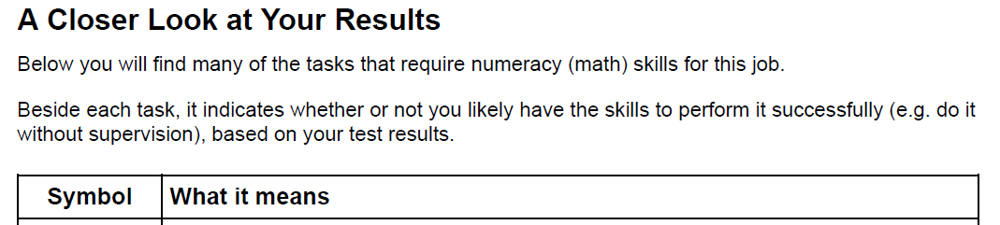 A Closer Look at Your Results
Below you will find many of the tasks that require numeracy (math) skills for this job.
Beside each task, it indicates whether or not you likely have the skills to perform it successfully (e.g. do it
without supervision), based on your test results.
Symbol What it means